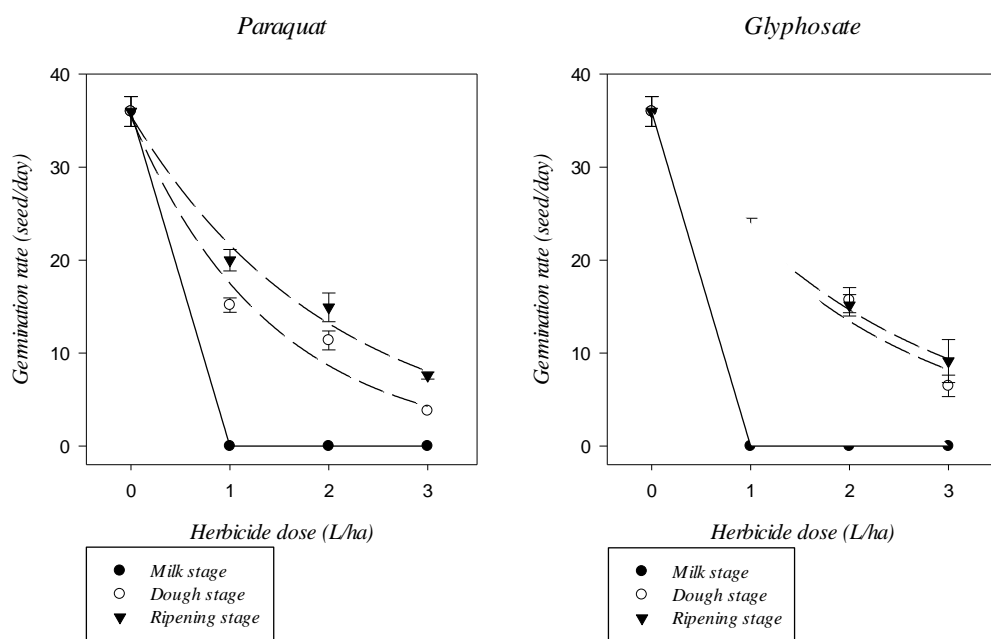 Paraquat
Germination rate (seed/day)
40
30
20
10
0
0 1 2 3
Herbicide dose (L/ha)
Milk stage
Dough stage
Ripening stage
Glyphosate
Germination rate (seed/day)
40
30
20
10
0
0 1 2 3
Herbicide dose (L/ha)
Milk stage
Dough stage
Ripening stage